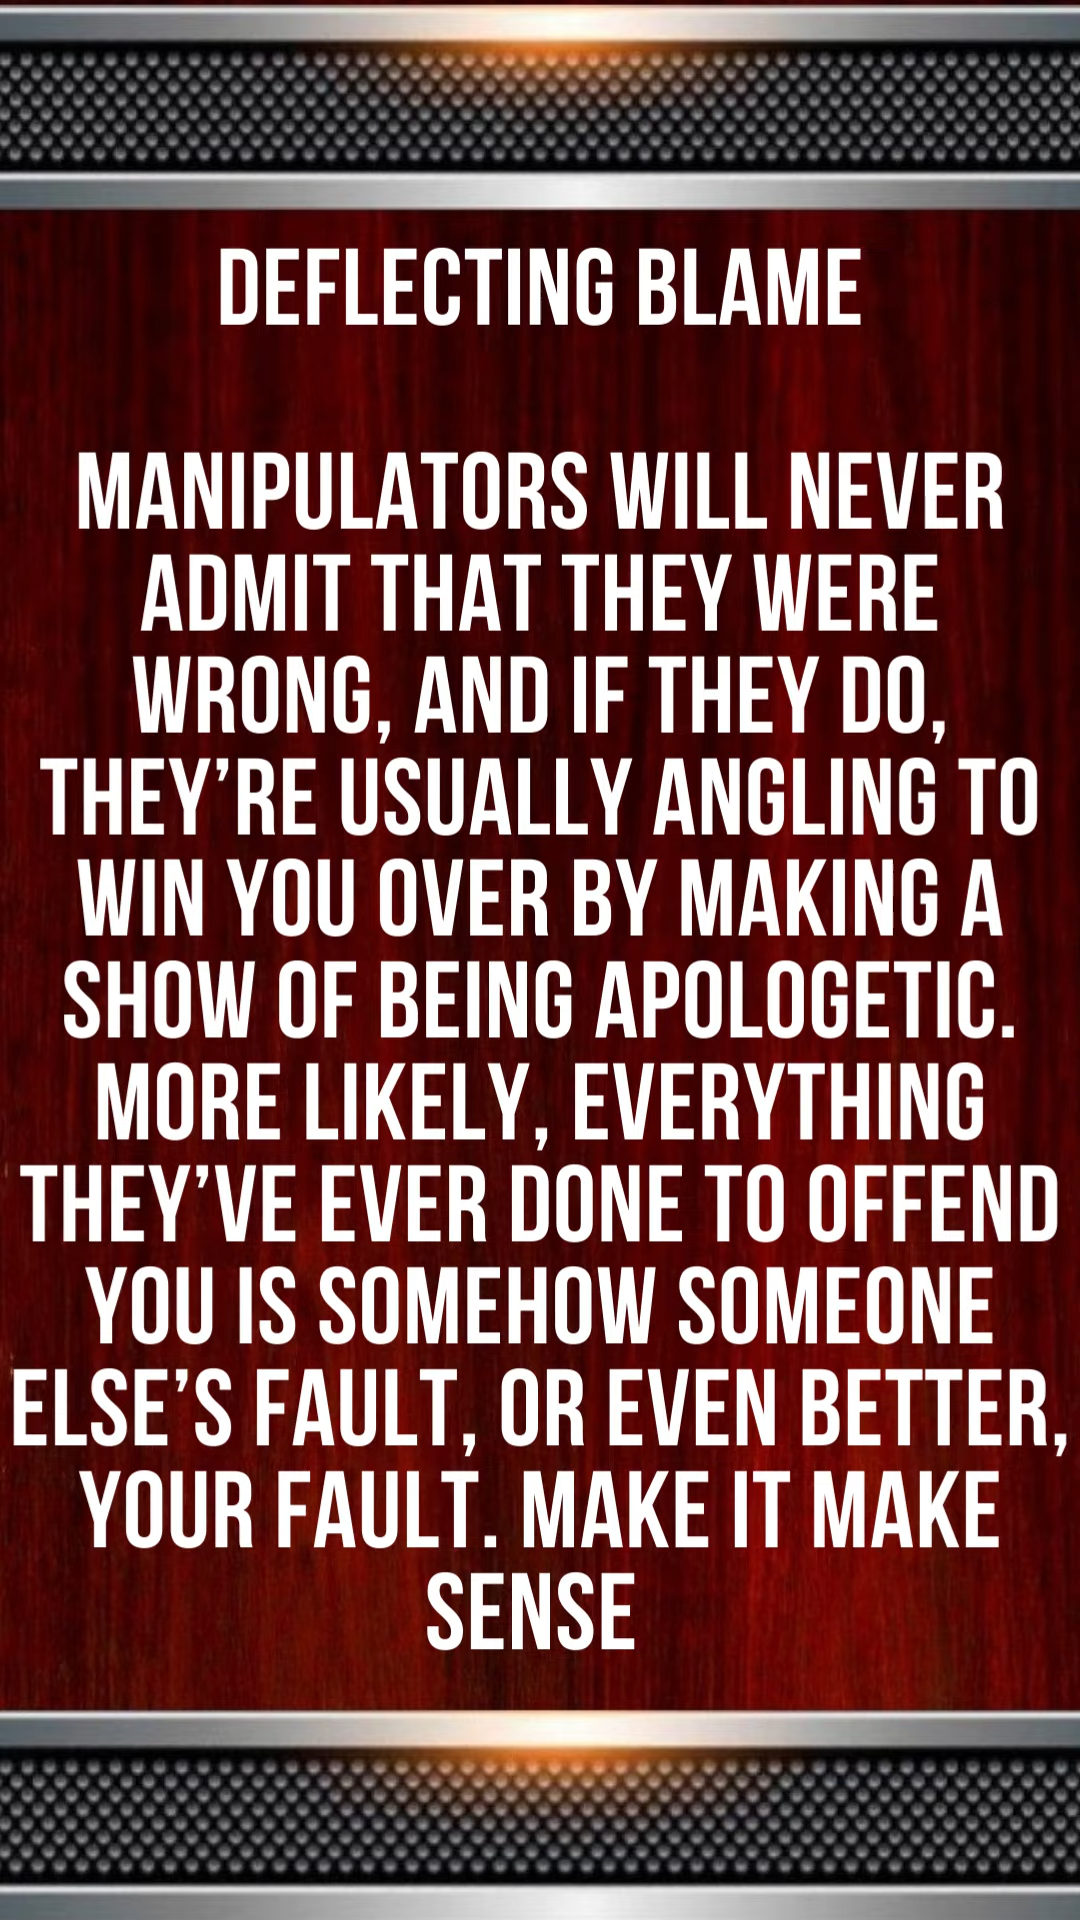 DEFLECTING BLAME
MANIPULATORS WILL NEVER
ADMIT THAT THEY WERE
WRONG, AND IF THEY DO,
THEY’RE USUALLY ANGLING TO
WIN YOU OVER BY MAKING A
SHOW OF BEING APOLOGETIC.
MORE LIKELY, EVERYTHING
THEY’VE EVER DONE TO OFFEND
YOU IS SOMEHOW SOMEONE
ELSE’S FAULT, OR EVEN BETTER,
YOUR FAULT. MAKE IT MAKE
SENSE